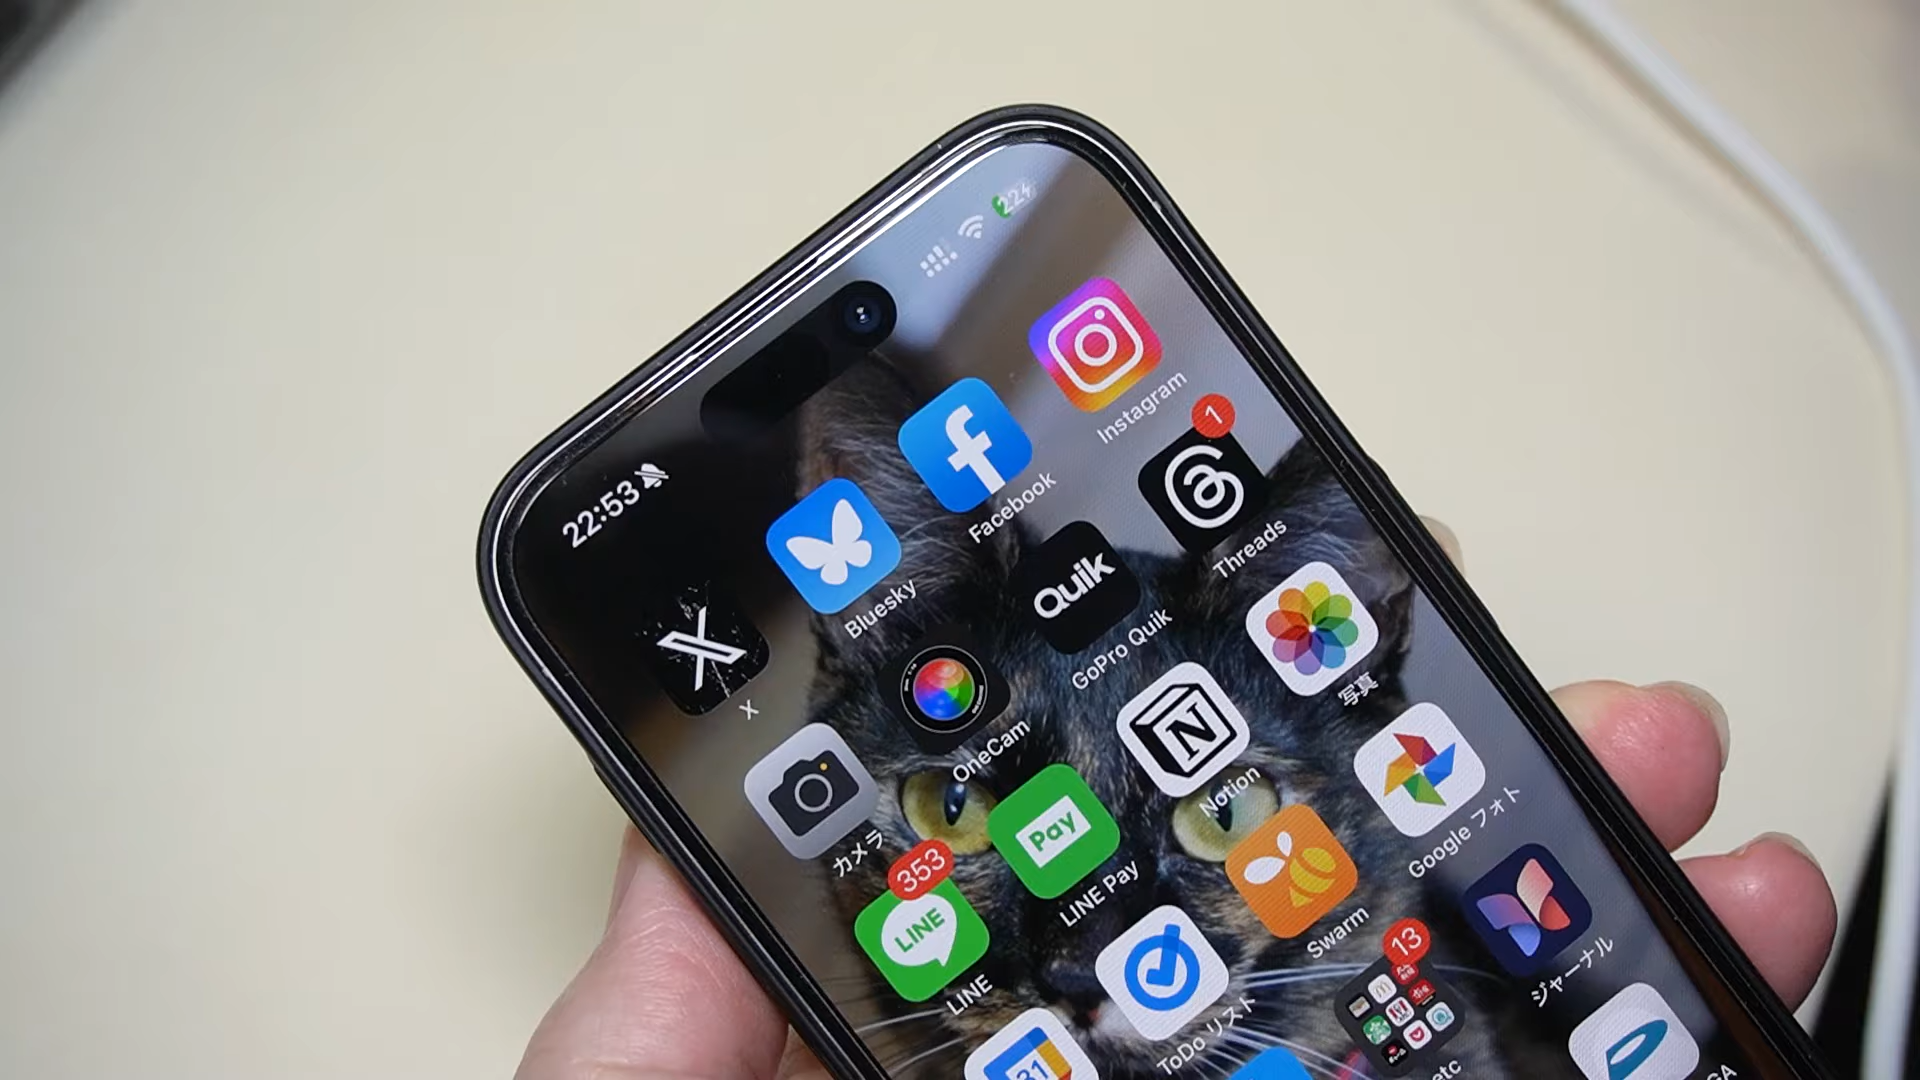 22:53
22
X
Bluesky
Facebook
Instagram
カメラ
OneCam
Quik
GoPro Quik
1
Threads
353
LINE
LINE
Pay
LINE Pay
N
Notion
写真
31
ToDo リスト
Swarm
Google フォト
13
etc
ジャーナル